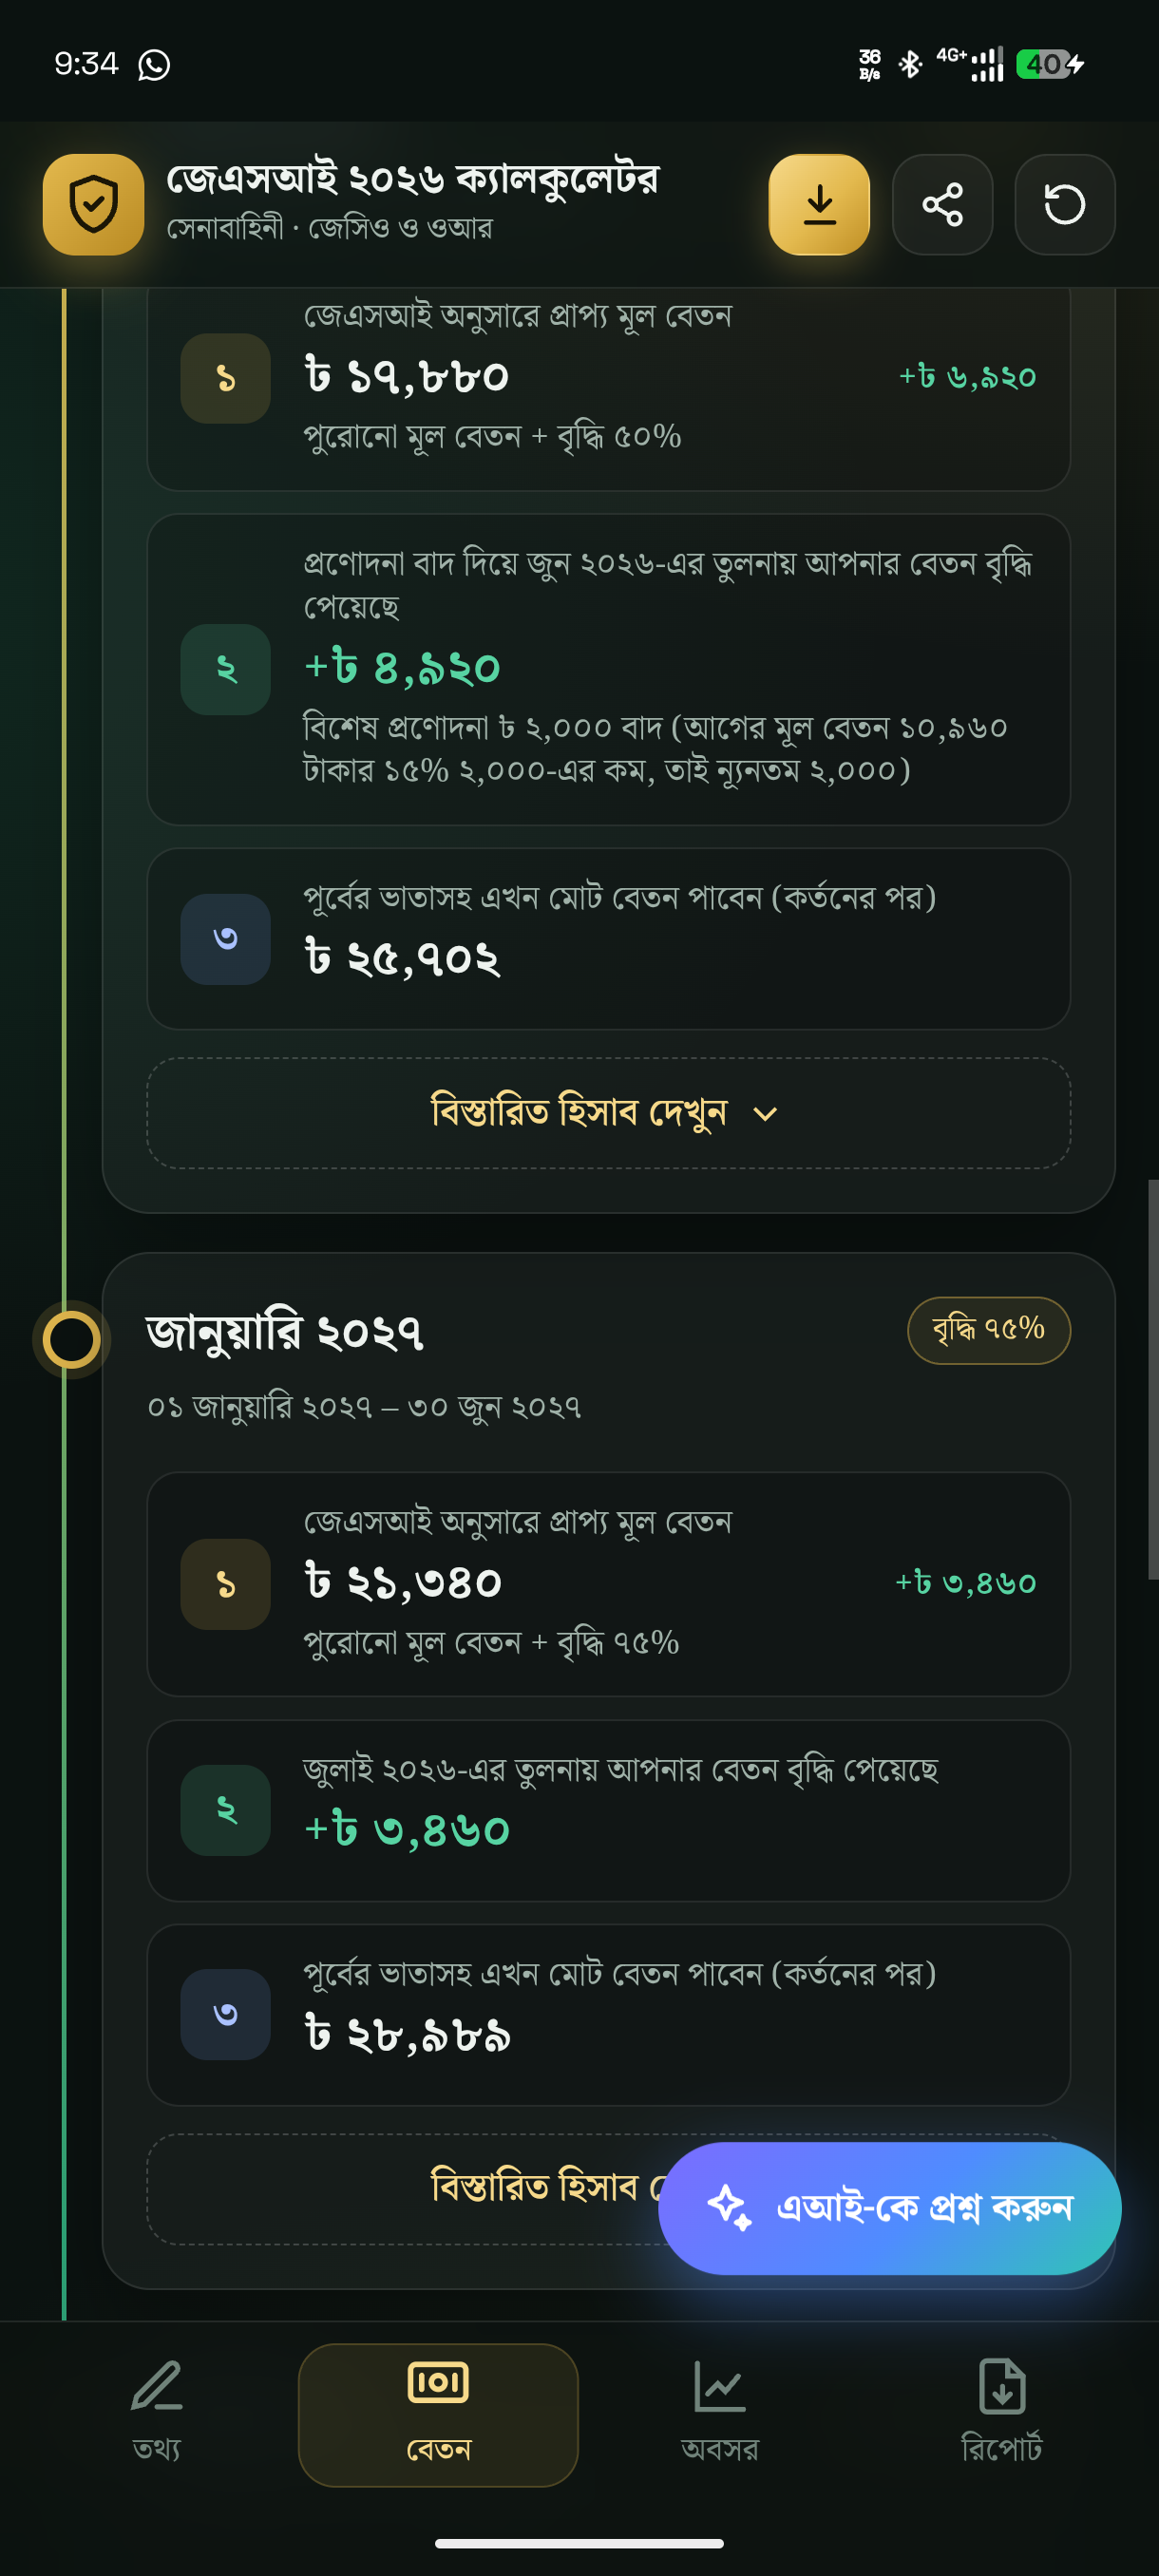 9:34
36
B/s
4G+
40
জেএসআই ২০২৬ ক্যালকুলেটর
সেনাবাহিনী · জেসিও ও ওআর
জেএসআই অনুসারে প্রাপ্য মূল বেতন
১
৳ ১৭,৮৮০
+৳ ৬,৯২০
পুরোনো মূল বেতন + বৃদ্ধি ৫০%
প্রণোদনা বাদ দিয়ে জুন ২০২৬-এর তুলনায় আপনার বেতন বৃদ্ধি
পেয়েছে
২
+৳ ৪,৯২০
বিশেষ প্রণোদনা ৳ ২,০০০ বাদ (আগের মূল বেতন ১০,৯৬০
টাকার ১৫% ২,০০০-এর কম, তাই ন্যূনতম ২,০০০)
পূর্বের ভাতাসহ এখন মোট বেতন পাবেন (কর্তনের পর)
৩
৳ ২৫,৭০২
বিস্তারিত হিসাব দেখুন
জানুয়ারি ২০২৭
বৃদ্ধি ৭৫%
০১ জানুয়ারি ২০২৭ – ৩০ জুন ২০২৭
জেএসআই অনুসারে প্রাপ্য মূল বেতন
১
৳ ২১,৩৪০
+৳ ৩,৪৬০
পুরোনো মূল বেতন + বৃদ্ধি ৭৫%
জুলাই ২০২৬-এর তুলনায় আপনার বেতন বৃদ্ধি পেয়েছে
২
+৳ ৩,৪৬০
পূর্বের ভাতাসহ এখন মোট বেতন পাবেন (কর্তনের পর)
৩
৳ ২৮,৯৮৯
বিস্তারিত হিসাব
এআই-কে প্রশ্ন করুন
তথ্য
বেতন
অবসর
রিপোর্ট